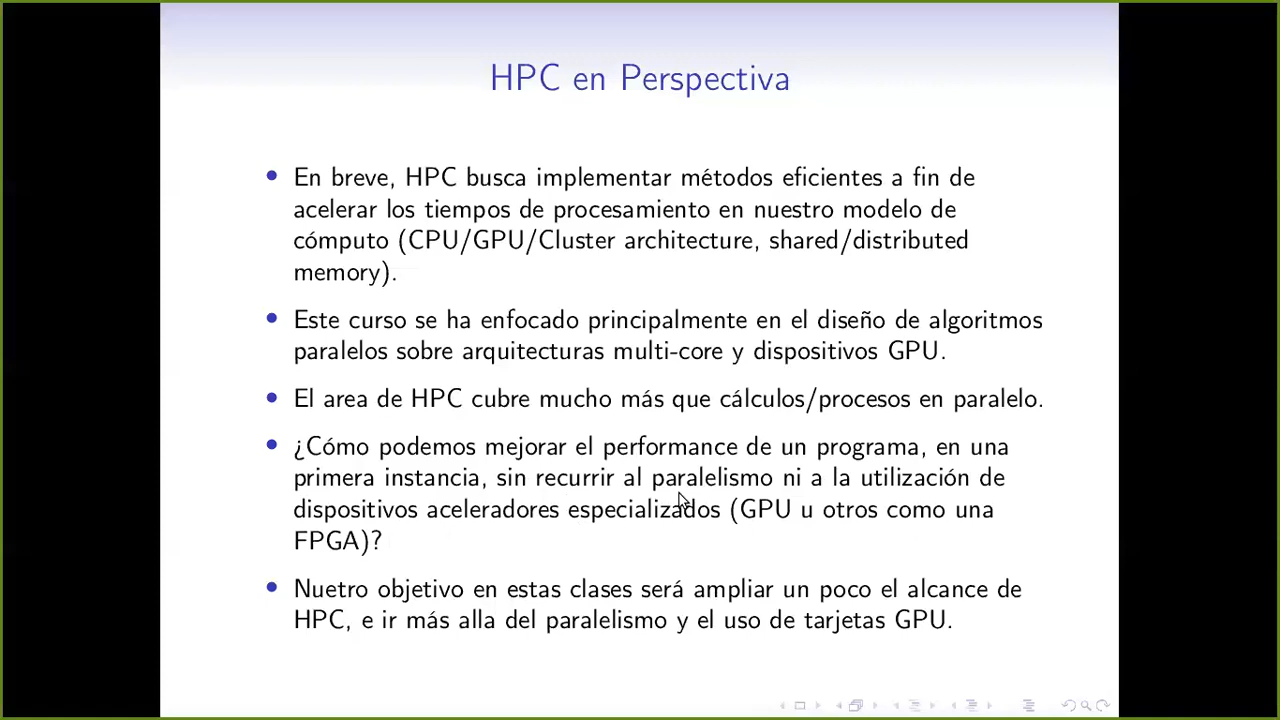 HPC en Perspectiva
En breve, HPC busca implementar métodos eficientes a fin de
acelerar los tiempos de procesamiento en nuestro modelo de
cómputo (CPU/GPU/Cluster architecture, shared/distributed
memory).
Este curso se ha enfocado principalmente en el diseño de algoritmos
paralelos sobre arquitecturas multi-core y dispositivos GPU.
El area de HPC cubre mucho más que cálculos/procesos en paralelo.
¿Cómo podemos mejorar el performance de un programa, en una
primera instancia, sin recurrir al paralelismo ni a la utilización de
dispositivos aceleradores especializados (GPU u otros como una
FPGA)?
Nuetro objetivo en estas clases será ampliar un poco el alcance de
HPC, e ir más alla del paralelismo y el uso de tarjetas GPU.